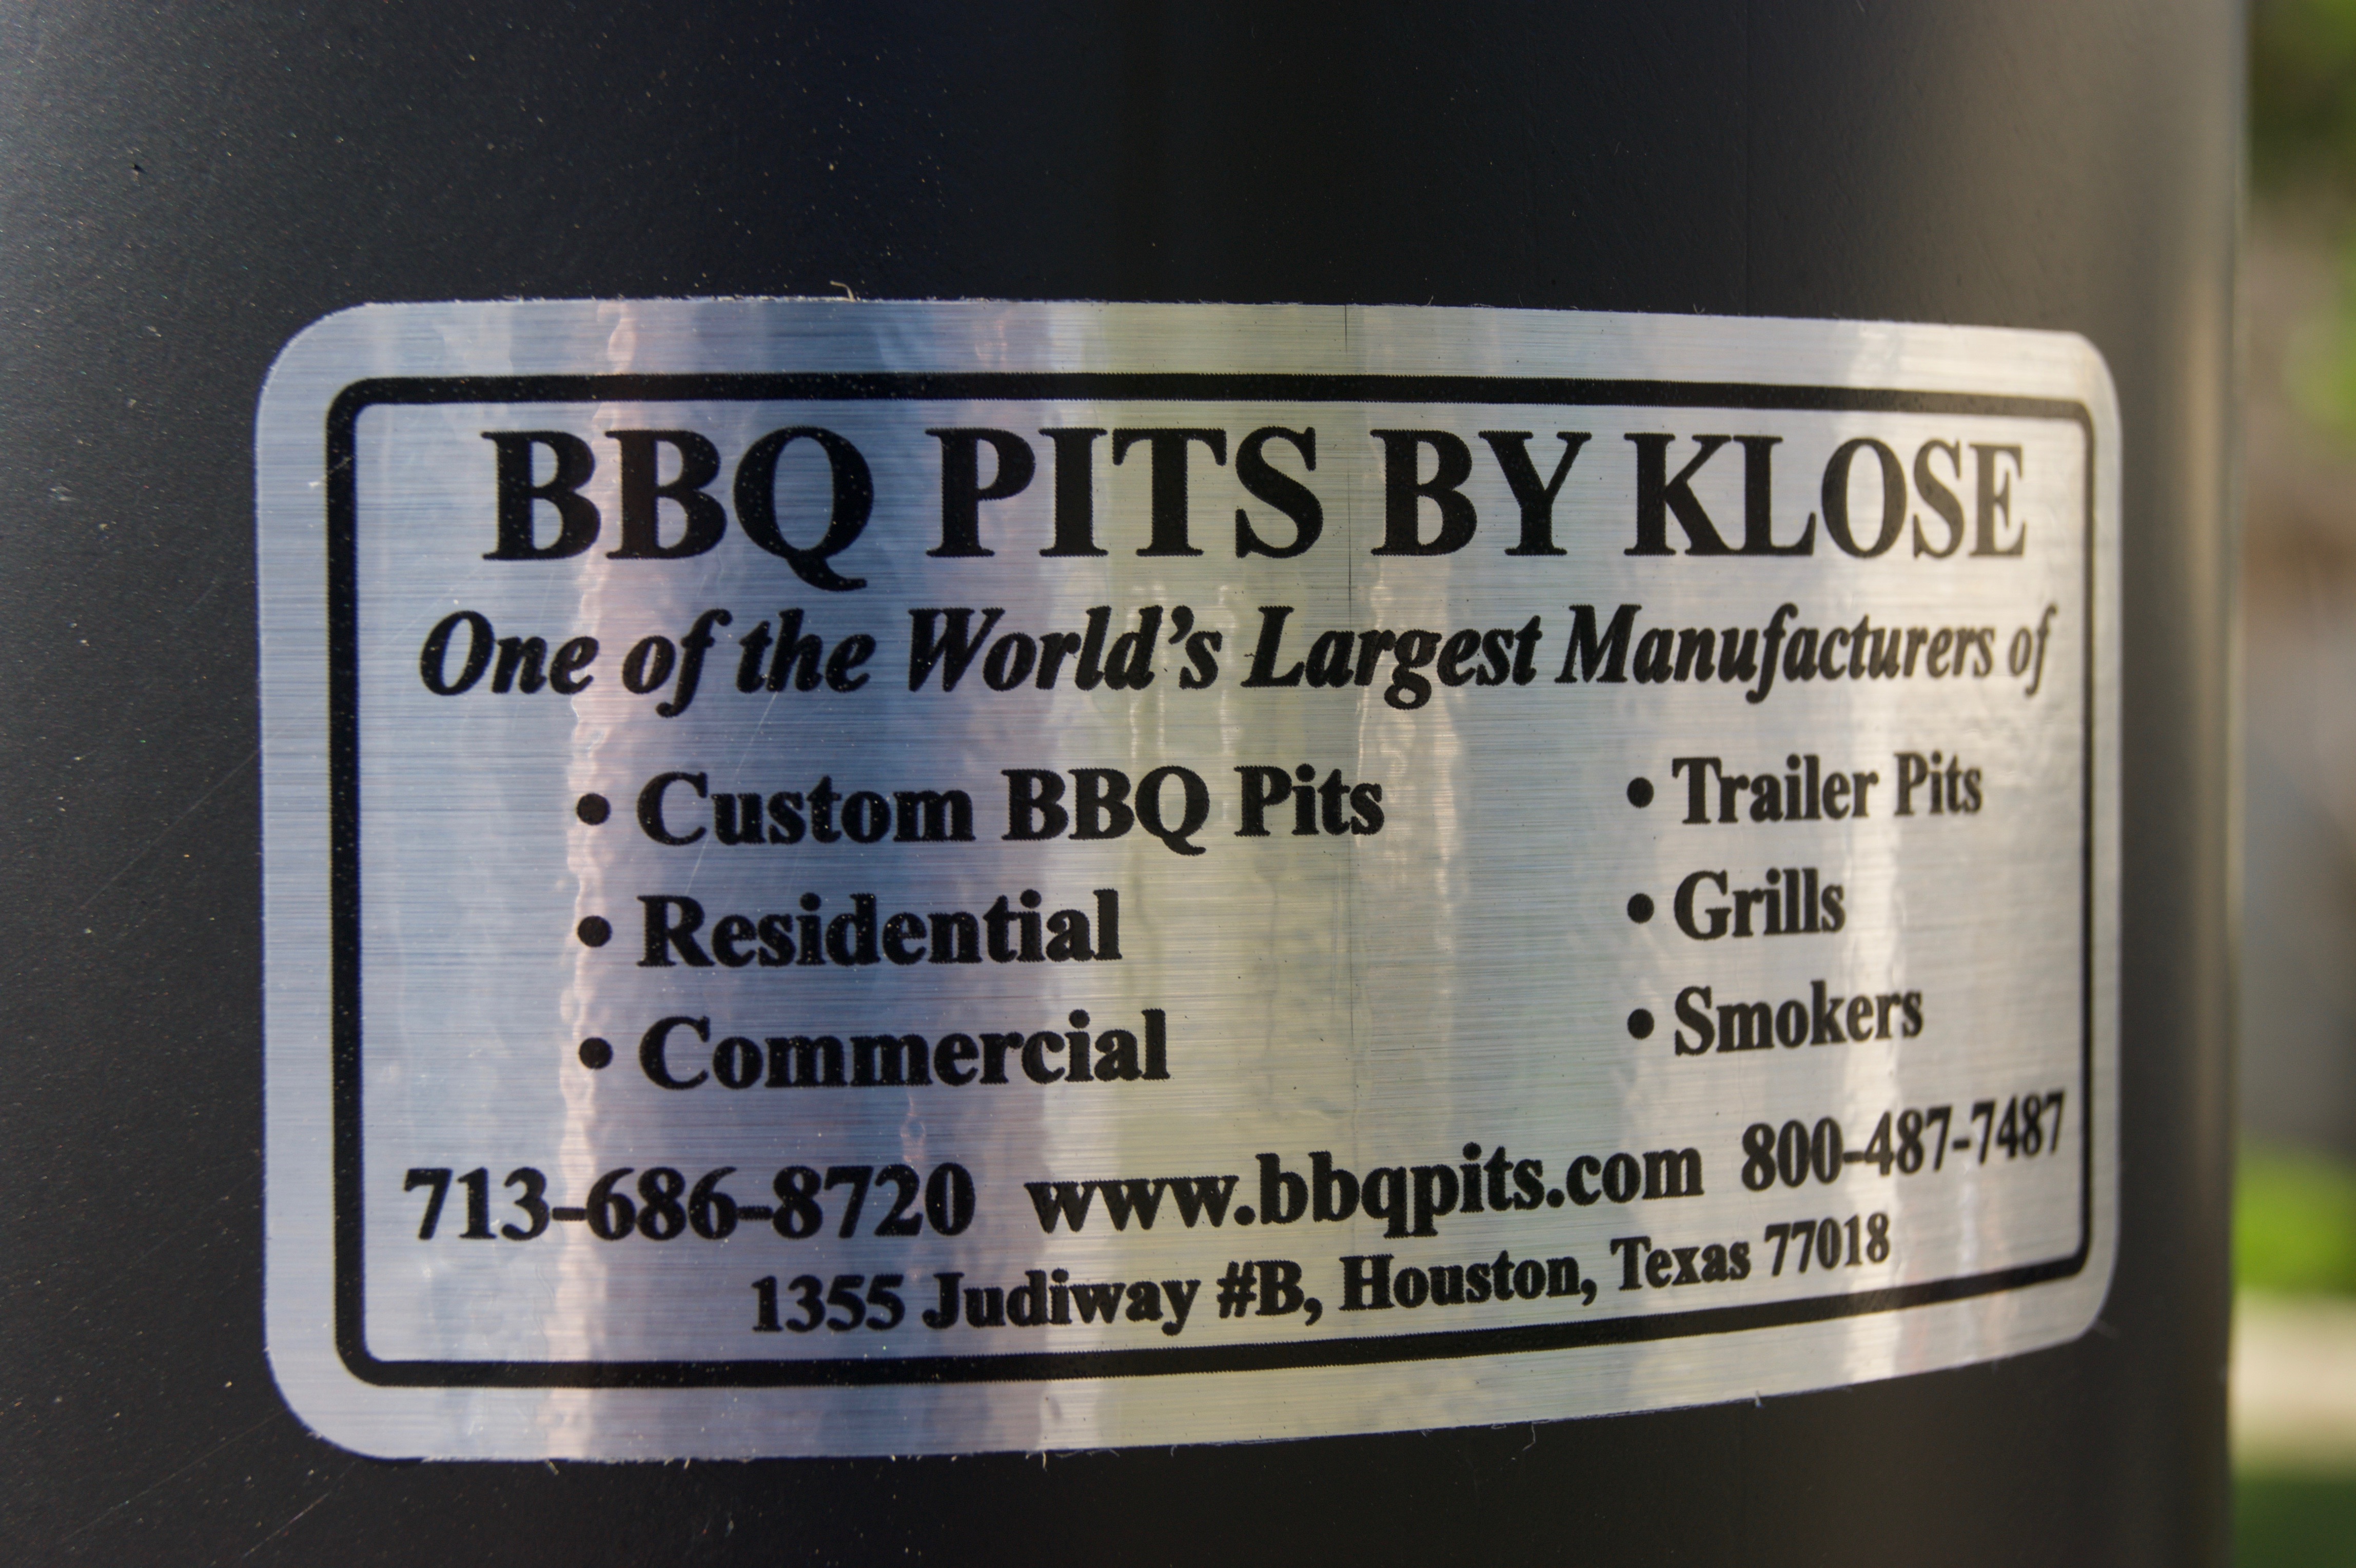 BBQ PITS BY KLOSE
One of the World's Largest Manufacturers of
• Custom BBQ Pits • Trailer Pits
• Residential • Grills
• Commercial • Smokers
713-686-8720 www.bbqpits.com 800-487-7487
1355 Judiway #B, Houston, Texas 77018